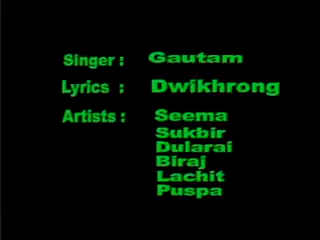 Singer : Gautam
Lyrics : Dwikhrong
Artists : Seema
Sukbir
Dularai
Biraj
Lachit
Puspa